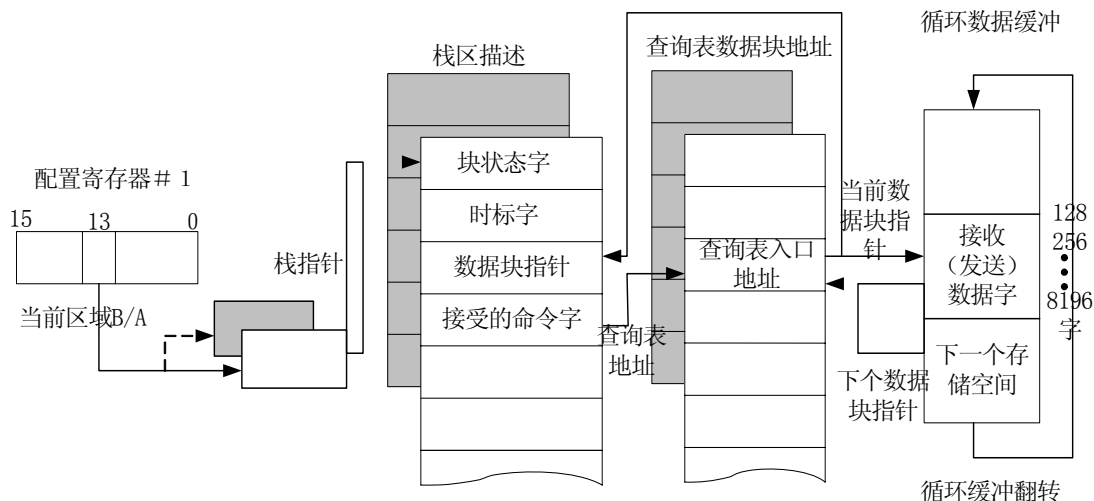 循环数据缓冲
栈区描述
查询表数据块地址
配置寄存器＃1
15
13
0
当前区域B/A
栈指针
块状态字
时标字
数据块指针
接受的命令字
查询表
地址
查询表入口
地址
当前数
据块指
针
接收
（发送）
数据字
下一个存
储空间
下个数据
块指针
128
256
8196
字
循环缓冲翻转